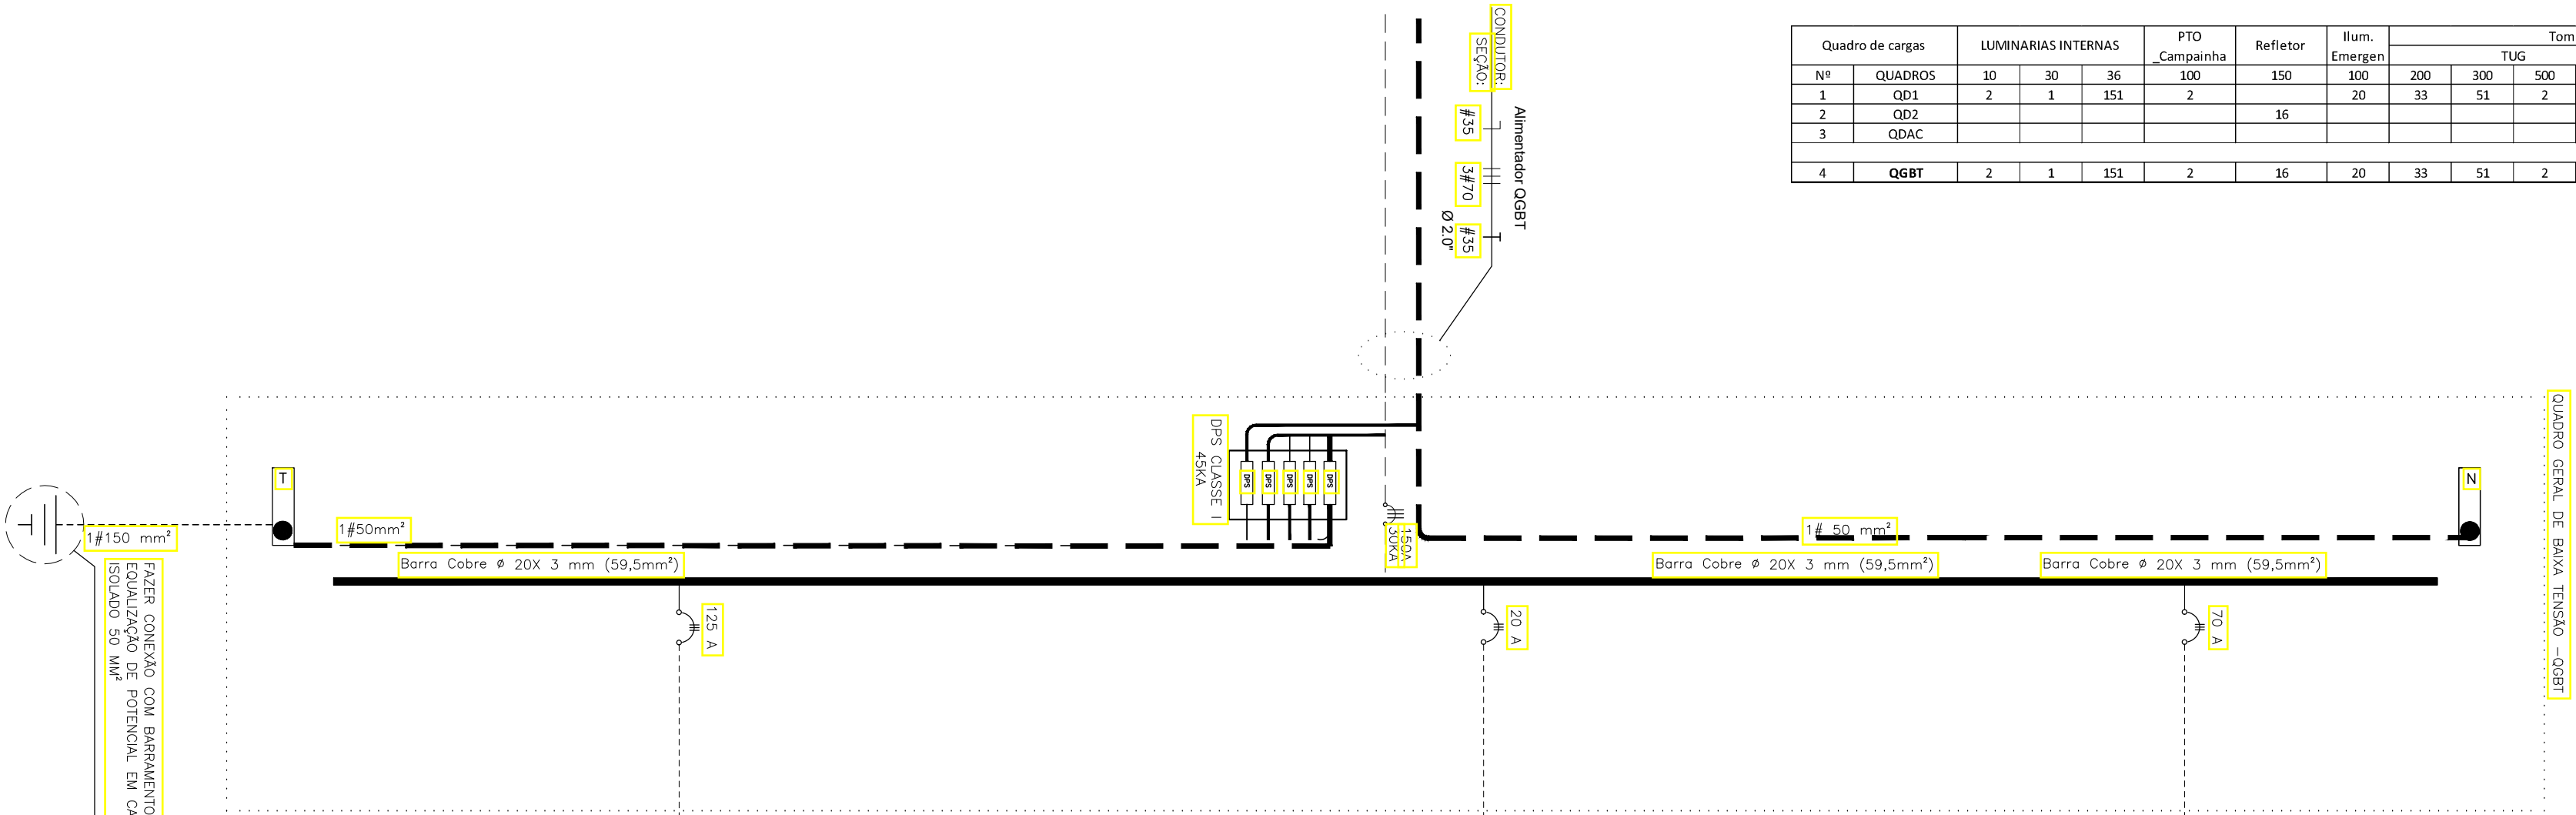 CONDUTOR:
SEÇÃO:
#35
3#70
#35
Ø 2.0"
Alimentador QGBT
Quadro de cargas LUMINARIAS INTERNAS PTO _Campainha Refletor Ilum. Emergen Tom
TUG
Nº QUADROS 10 30 36 100 150 100 200 300 500
1 QD1 2 1 151 2 20 33 51 2
2 QD2 16
3 QDAC
4 QGBT 2 1 151 2 16 20 33 51 2
QUADRO GERAL DE BAIXA TENSÃO -QGBT
DPS CLASSE I
45KA
DPS DPS DPS DPS DPS
T
N
1#150 mm²
1#50mm²
150A
30KA
1# 50 mm²
Barra Cobre ø 20X 3 mm (59,5mm²)
Barra Cobre ø 20X 3 mm (59,5mm²)
Barra Cobre ø 20X 3 mm (59,5mm²)
125 A
20 A
70 A
FAZER CONEXÃO COM BARRAMENTO
EQUALIZAÇÃO DE POTENCIAL EM CA
ISOLADO 50 MM²